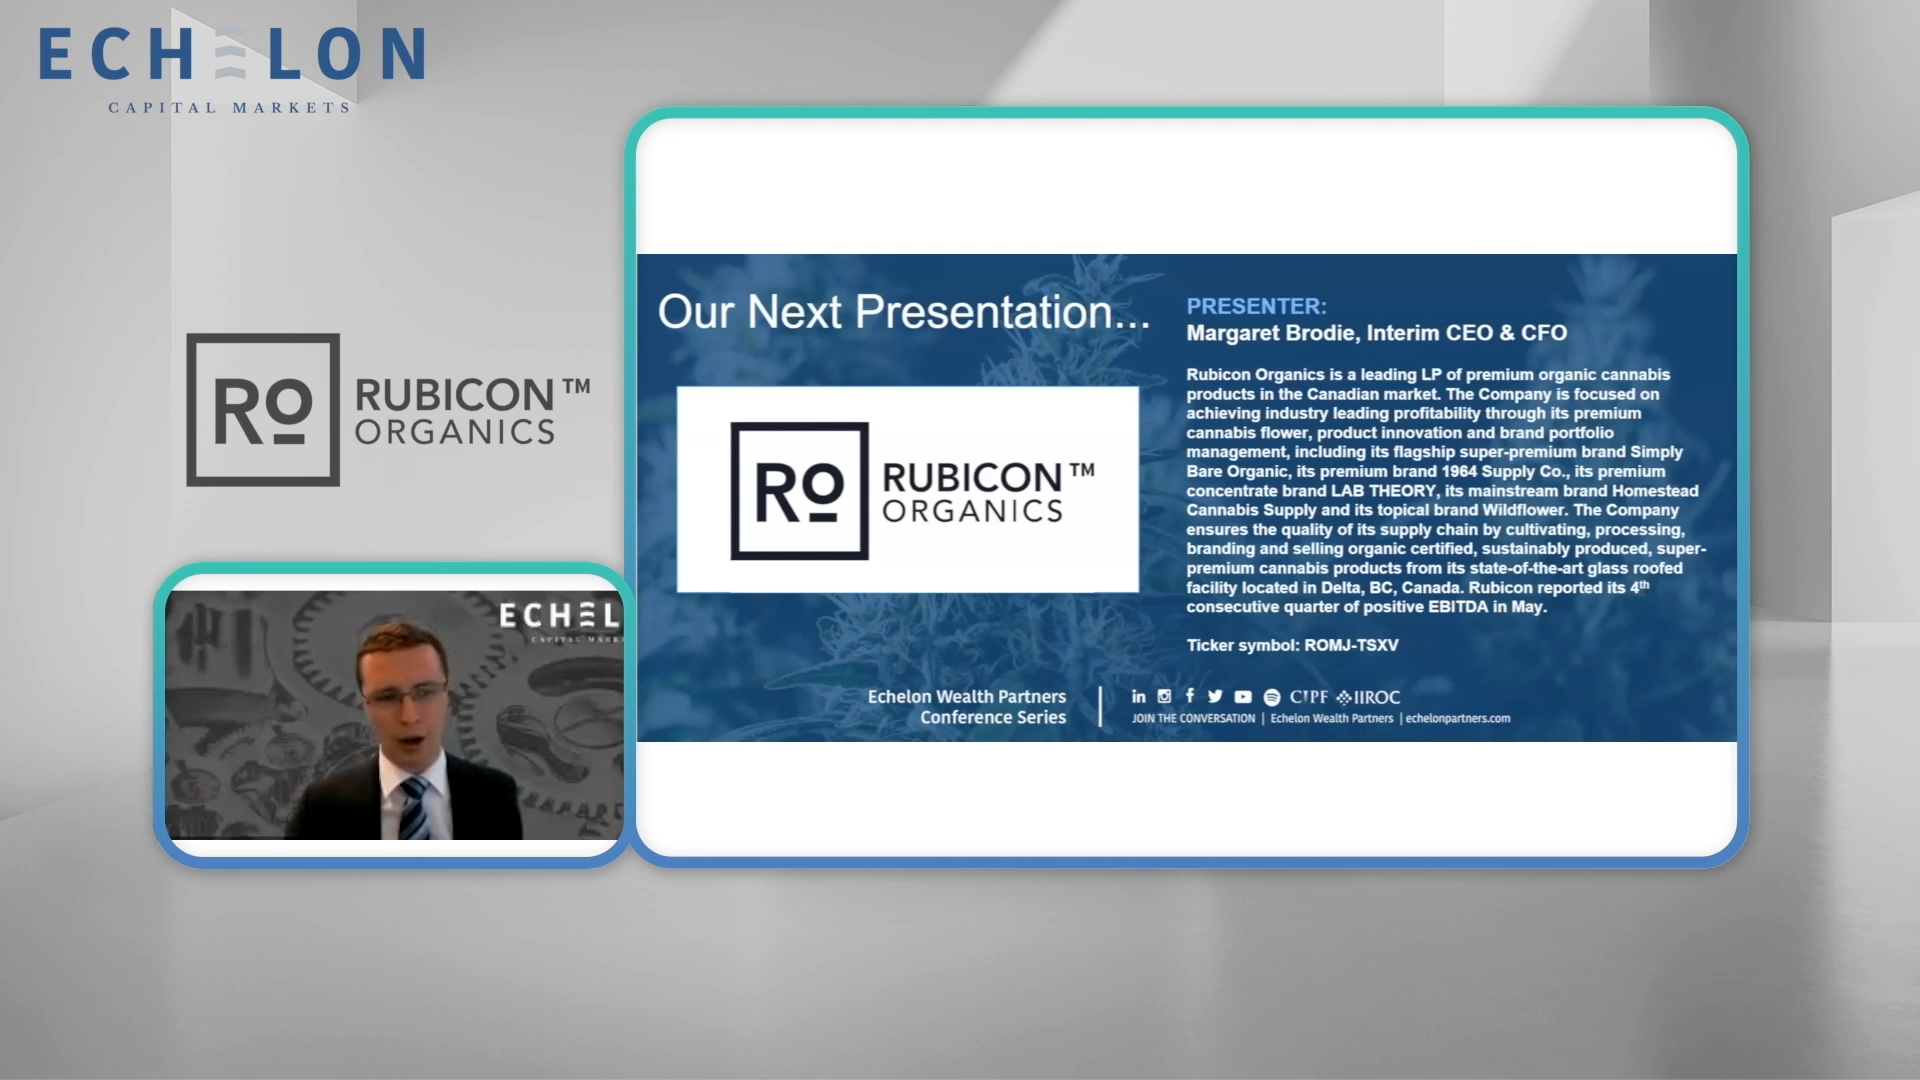 ECHELON
CAPITAL MARKETS
RO RUBICON™
ORGANICS
ECHEL
CAPITAL MARKE
Our Next Presentation...
RO RUBICON™
ORGANICS
PRESENTER:
Margaret Brodie, Interim CEO & CFO
Rubicon Organics is a leading LP of premium organic cannabis
products in the Canadian market. The Company is focused on
achieving industry leading profitability through its premium
cannabis flower, product innovation and brand portfolio
management, including its flagship super-premium brand Simply
Bare Organic, its premium brand 1964 Supply Co., its premium
concentrate brand LAB THEORY, its mainstream brand Homestead
Cannabis Supply and its topical brand Wildflower. The Company
ensures the quality of its supply chain by cultivating, processing,
branding and selling organic certified, sustainably produced, super-
premium cannabis products from its state-of-the-art glass roofed
facility located in Delta, BC, Canada. Rubicon reported its 4th
consecutive quarter of positive EBITDA in May.
Ticker symbol: ROMJ-TSXV
Echelon Wealth Partners
Conference Series
in f CIPF IIROC
JOIN THE CONVERSATION | Echelon Wealth Partners | echelonpartners.com